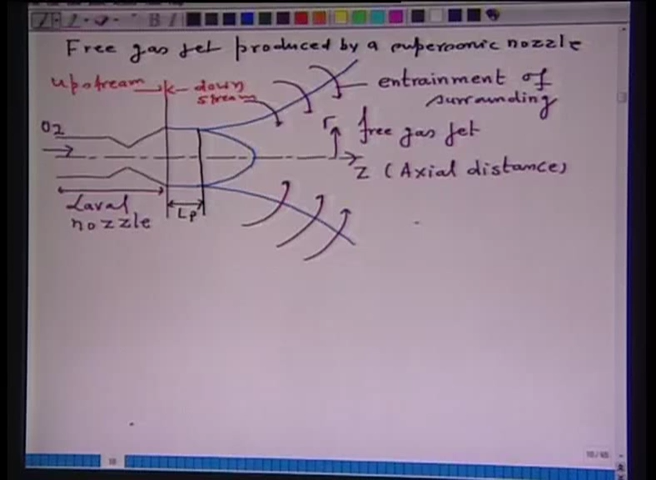 Free gas jet produced by a supersonic nozzle
upstream
down
stream
entrainment of
surrounding
O2
r
free gas jet
Z (Axial distance)
Laval
nozzle
Lp